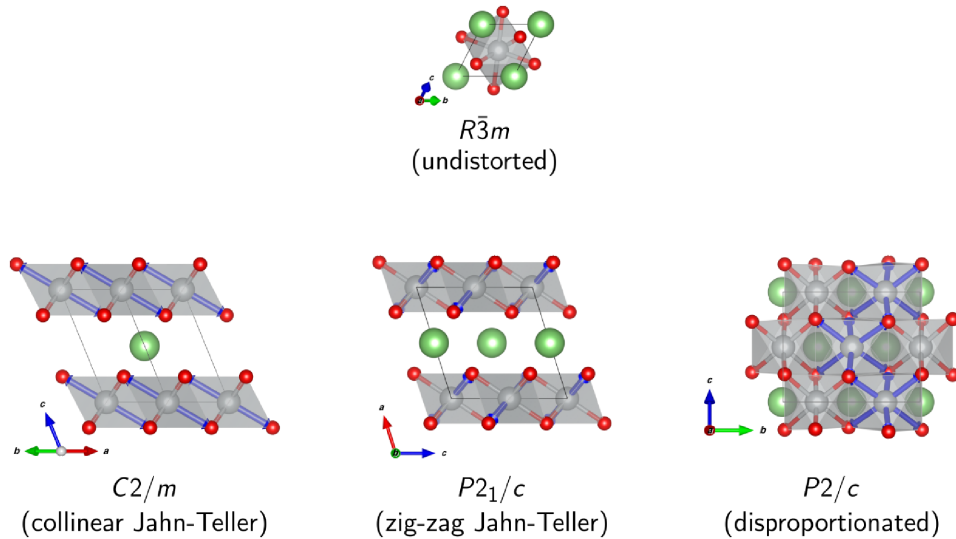 c
b
R3̄m
(undistorted)
c
b
a
C2/m
(collinear Jahn-Teller)
a
b
c
P2₁/c
(zig-zag Jahn-Teller)
c
a
b
P2/c
(disproportionated)